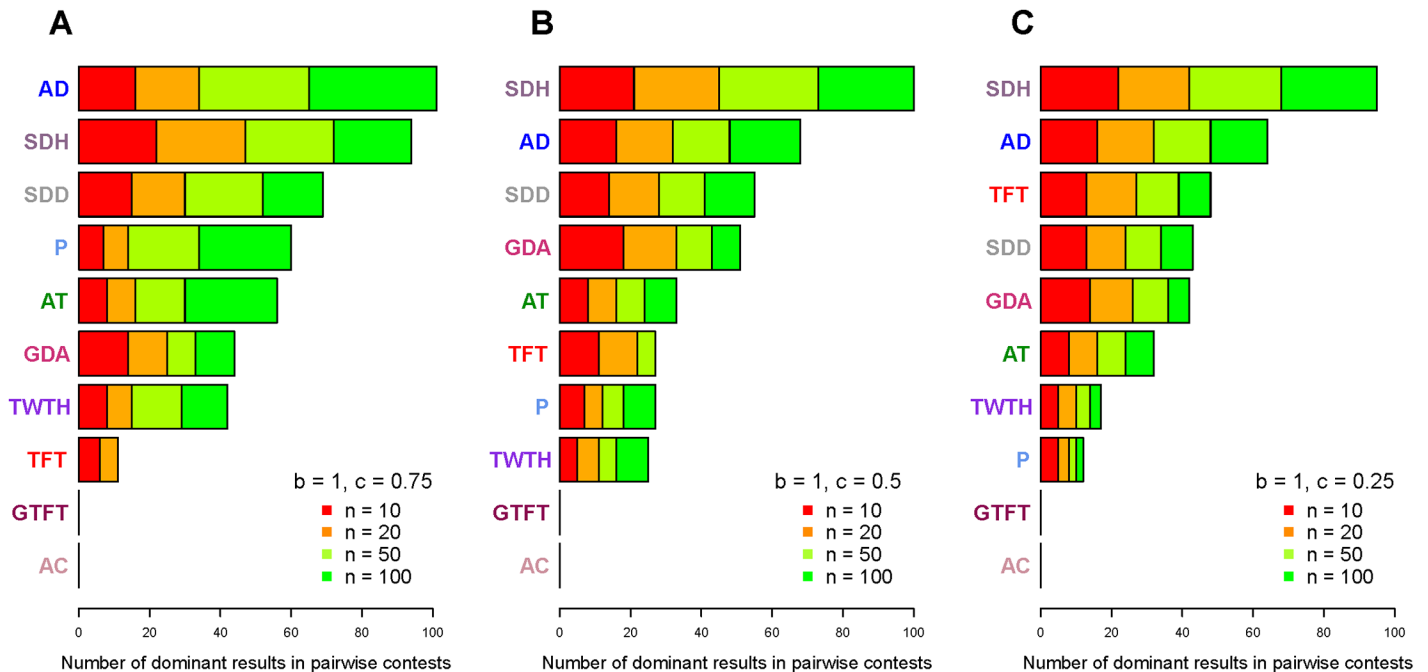 A
AD
SDH
SDD
P
AT
GDA
TWTH
TFT
GTFT
AC
b = 1, c = 0.75
n = 10
n = 20
n = 50
n = 100
0 20 40 60 80 100
Number of dominant results in pairwise contests
B
SDH
AD
SDD
GDA
AT
TFT
P
TWTH
GTFT
AC
b = 1, c = 0.5
n = 10
n = 20
n = 50
n = 100
0 20 40 60 80 100
Number of dominant results in pairwise contests
C
SDH
AD
TFT
SDD
GDA
AT
TWTH
P
GTFT
AC
b = 1, c = 0.25
n = 10
n = 20
n = 50
n = 100
0 20 40 60 80 100
Number of dominant results in pairwise contests